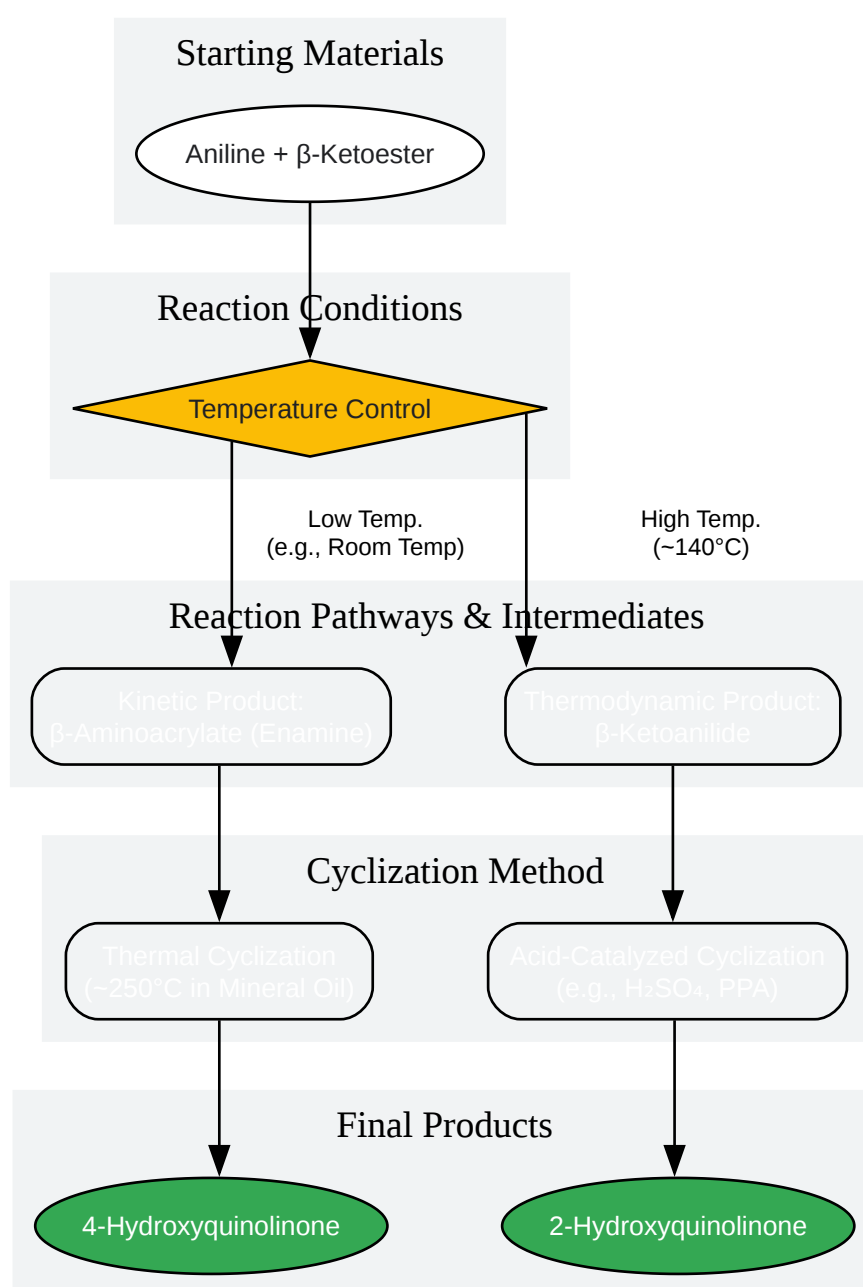 Starting Materials
Aniline + β-Ketoester
Reaction Conditions
Temperature Control
Low Temp.
(e.g., Room Temp)
High Temp.
(~140°C)
Reaction Pathways & Intermediates
Kinetic Product:
β-Aminoacrylate (Enamine)
Thermodynamic Product:
β-Ketoanilide
Cyclization Method
Thermal Cyclization
(~250°C in Mineral Oil)
Acid-Catalyzed Cyclization
(e.g., H₂SO₄, PPA)
Final Products
4-Hydroxyquinolinone
2-Hydroxyquinolinone